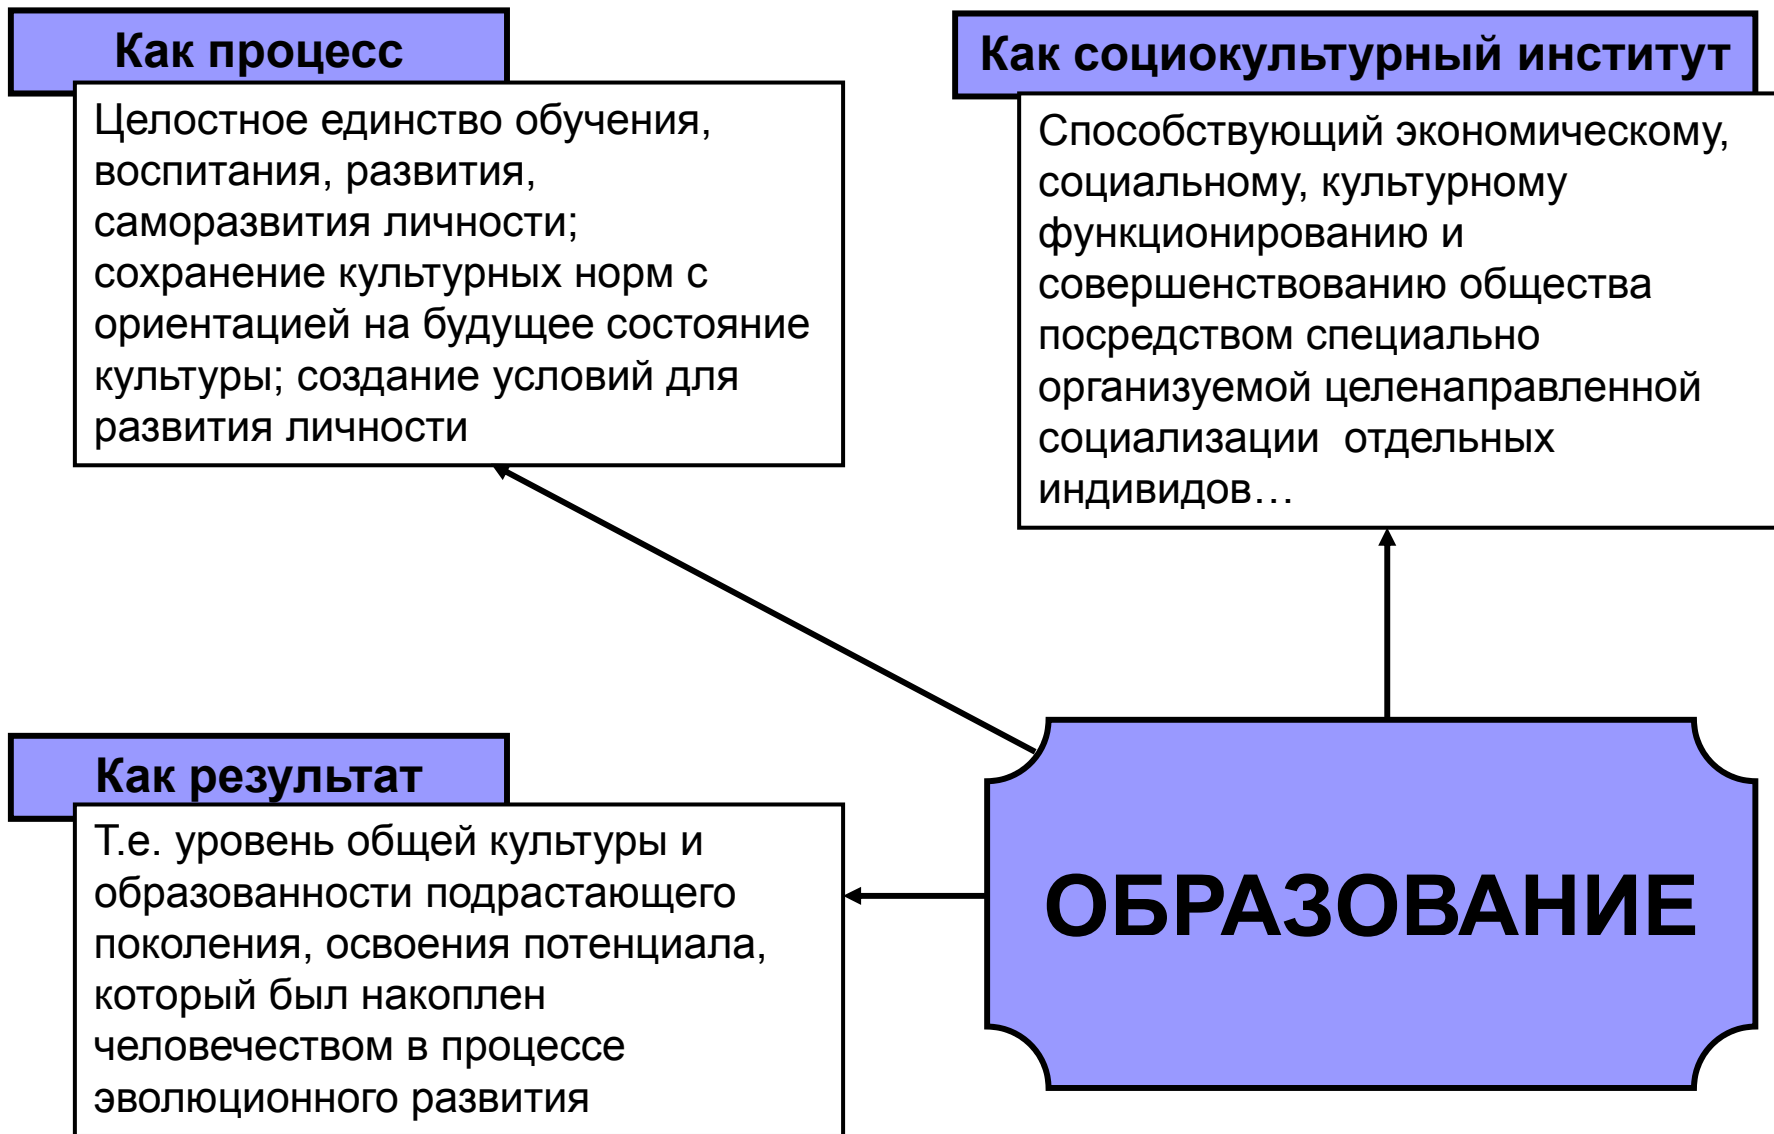 Как процесс
Целостное единство обучения,
воспитания, развития,
саморазвития личности;
сохранение культурных норм с
ориентацией на будущее состояние
культуры; создание условий для
развития личности
Как социокультурный институт
Способствующий экономическому,
социальному, культурному
функционированию и
совершенствованию общества
посредством специально
организуемой целенаправленной
социализации  отдельных
индивидов…
Как результат
Т.е. уровень общей культуры и
образованности подрастающего
поколения, освоения потенциала,
который был накоплен
человечеством в процессе
эволюционного развития
ОБРАЗОВАНИЕ